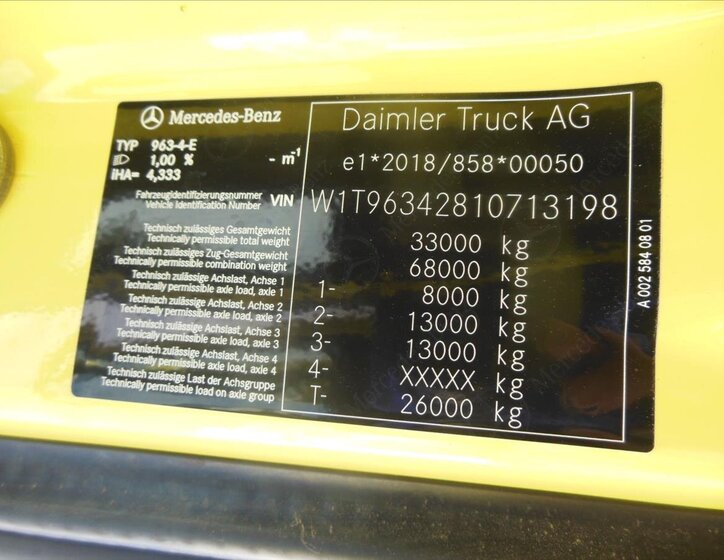 Mercedes-Benz
TYP 963-4-E
1,00 % - m⁻¹
iHA= 4,333
Daimler Truck AG
e1*2018/858*00050
Fahrzeugidentifizierungsnummer
Vehicle Identification Number VIN W1T96342810713198
Technisch zulässiges Gesamtgewicht
Technically permissible total weight 33000 kg
Technisch zulässiges Zug-Gesamtgewicht
Technically permissible combination weight 68000 kg
Technisch zulässige Achslast, Achse 1
Technically permissible axle load, axle 1 1- 8000 kg
Technisch zulässige Achslast, Achse 2
Technically permissible axle load, axle 2 2- 13000 kg
Technisch zulässige Achslast, Achse 3
Technically permissible axle load, axle 3 3- 13000 kg
Technisch zulässige Achslast, Achse 4
Technically permissible axle load, axle 4 4- XXXXX kg
Technisch zulässige Last der Achsgruppe
Technically permissible load on axle group T- 26000 kg
A 002 584 08 01